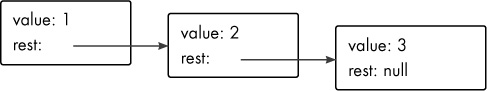 value: 1
rest:
value: 2
rest:
value: 3
rest: null